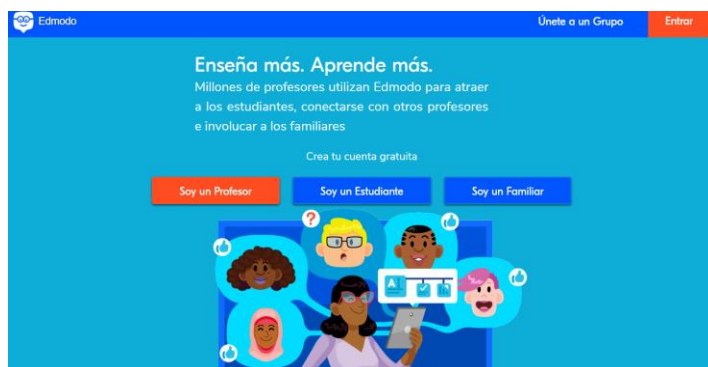 Edmodo
Únete a un Grupo
Entrar
Enseña más. Aprende más.
Millones de profesores utilizan Edmodo para atraer
a los estudiantes, conectarse con otros profesores
e involucrar a los familiares
Crea tu cuenta gratuita
Soy un Profesor
Soy un Estudiante
Soy un Familiar
?
A